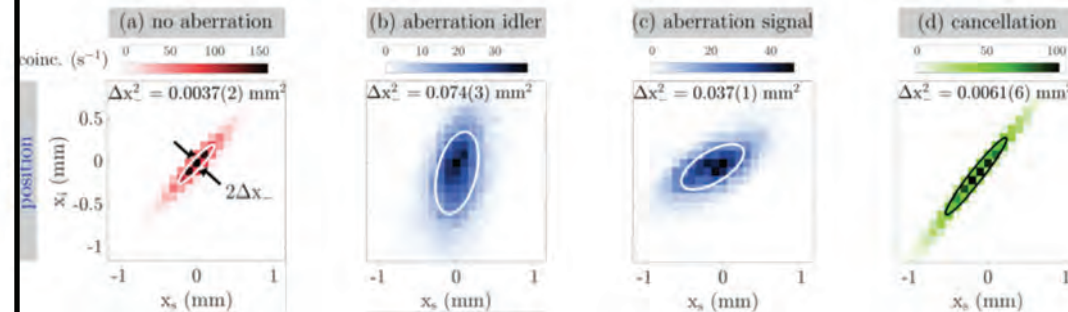 (a) no aberration (b) aberration idler (c) aberration signal (d) cancellation
0 50 100 150 0 20 30 0 20 40 0 50 100
coinc. (s⁻¹)
Δx²₋ = 0.0037(2) mm² Δx²₋ = 0.074(3) mm² Δx²₋ = 0.037(1) mm² Δx²₋ = 0.0061(6) mm²
0.5
0
-0.5
-1
position
xᵢ (mm)
2Δx₋
-1 0 1 -1 0 1 -1 0 1 -1 0 1
xₛ (mm) xₛ (mm) xₛ (mm) xₛ (mm)